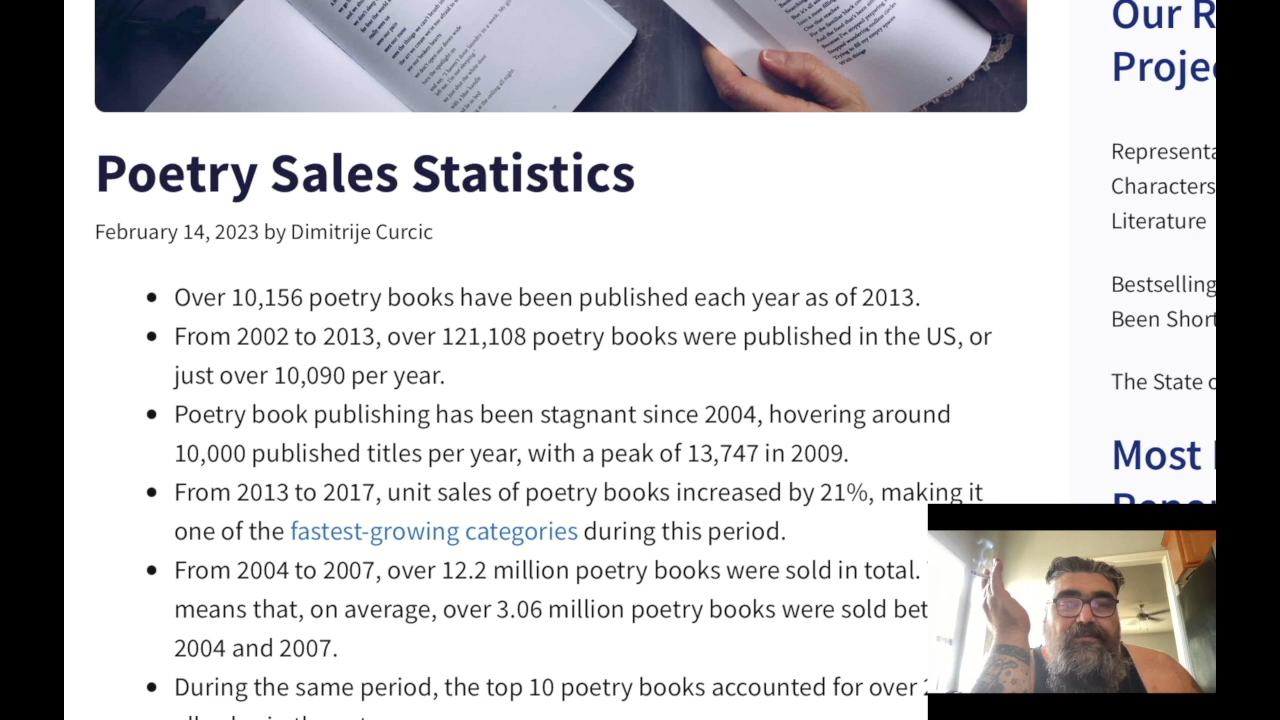 Poetry Sales Statistics
February 14, 2023 by Dimitrije Curcic
Over 10,156 poetry books have been published each year as of 2013.
From 2002 to 2013, over 121,108 poetry books were published in the US, or
just over 10,090 per year.
Poetry book publishing has been stagnant since 2004, hovering around
10,000 published titles per year, with a peak of 13,747 in 2009.
From 2013 to 2017, unit sales of poetry books increased by 21%, making it
one of the fastest-growing categories during this period.
From 2004 to 2007, over 12.2 million poetry books were sold in total.
means that, on average, over 3.06 million poetry books were sold
2004 and 2007.
During the same period, the top 10 poetry books accounted for over
Our
Characters
Literature
Bestselling
Been
The State
Most